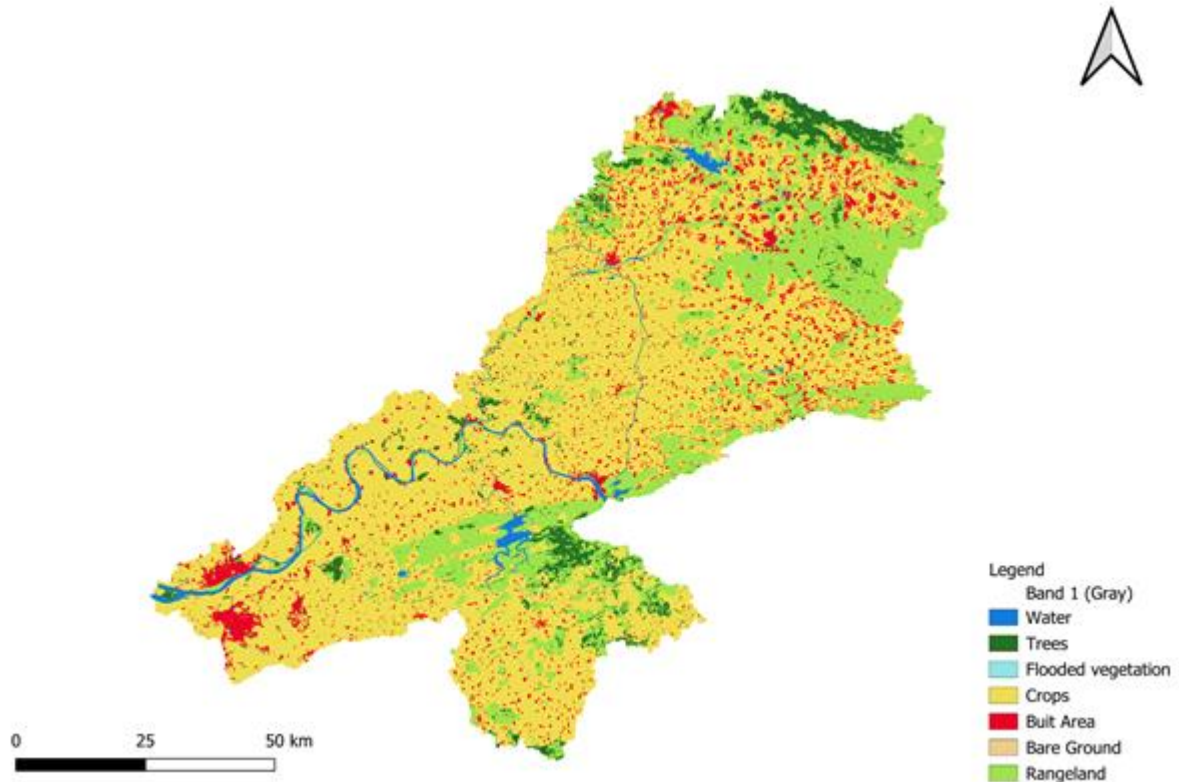 0 25 50 km
Legend
Band 1 (Gray)
Water
Trees
Flooded vegetation
Crops
Buit Area
Bare Ground
Rangeland